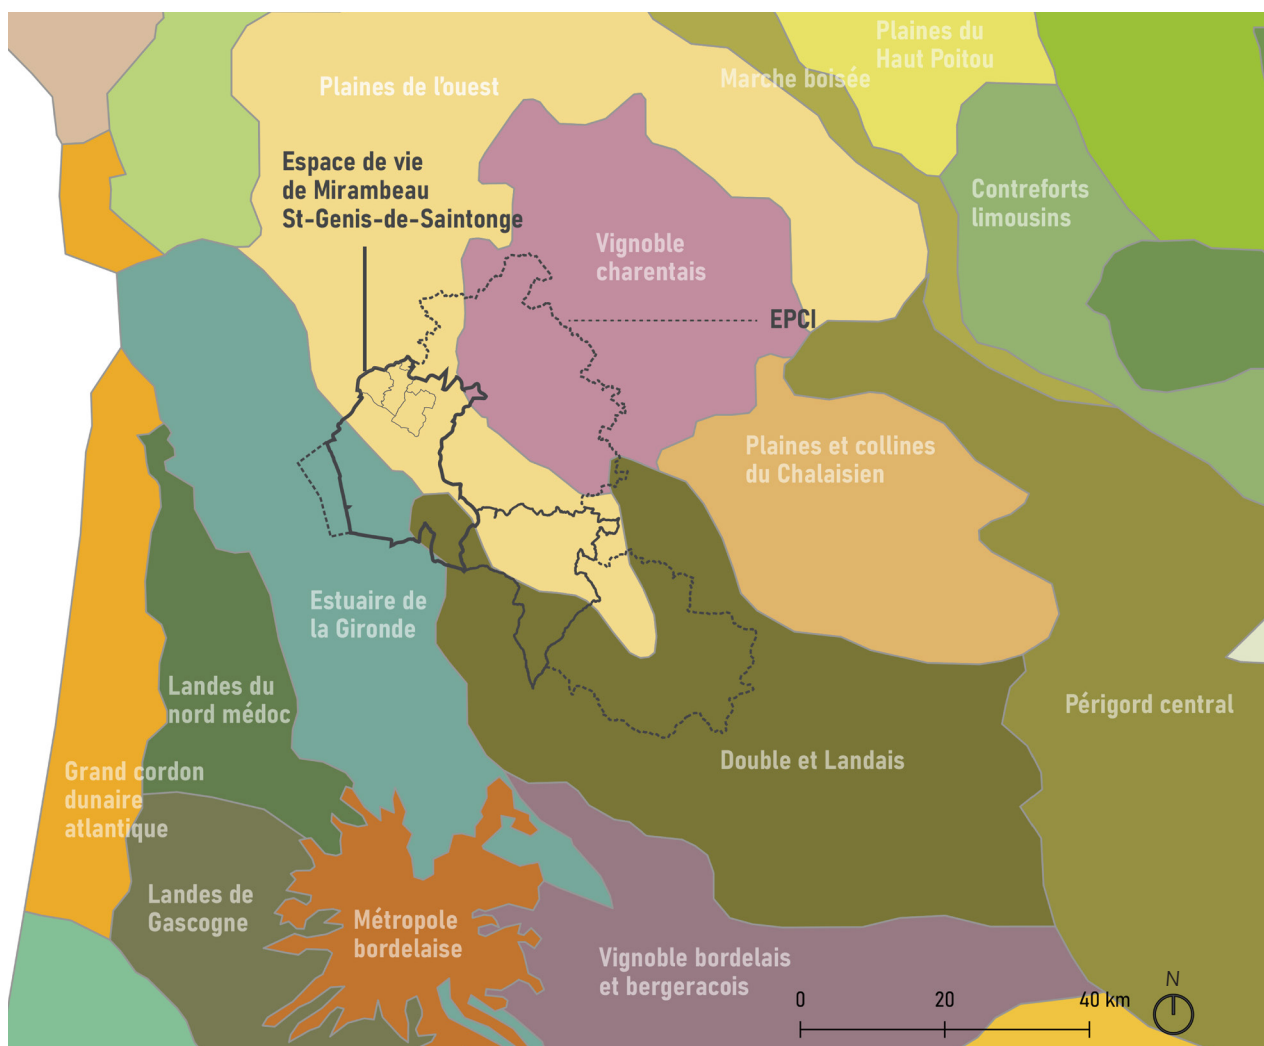 Plaines du
Haut Poitou
Marche boisée
Plaines de l'ouest
Espace de vie
de Mirambeau
St-Genis-de-Saintonge
Contreforts
limousins
Vignoble
charentais
EPCI
Plaines et collines
du Chalaisien
Estuaire de
la Gironde
Landes du
nord médoc
Périgord central
Double et Landais
Grand cordon
dunaire
atlantique
Landes de
Gascogne
Métropole
bordelaise
Vignoble bordelais
et bergeracois
N
0 20 40 km